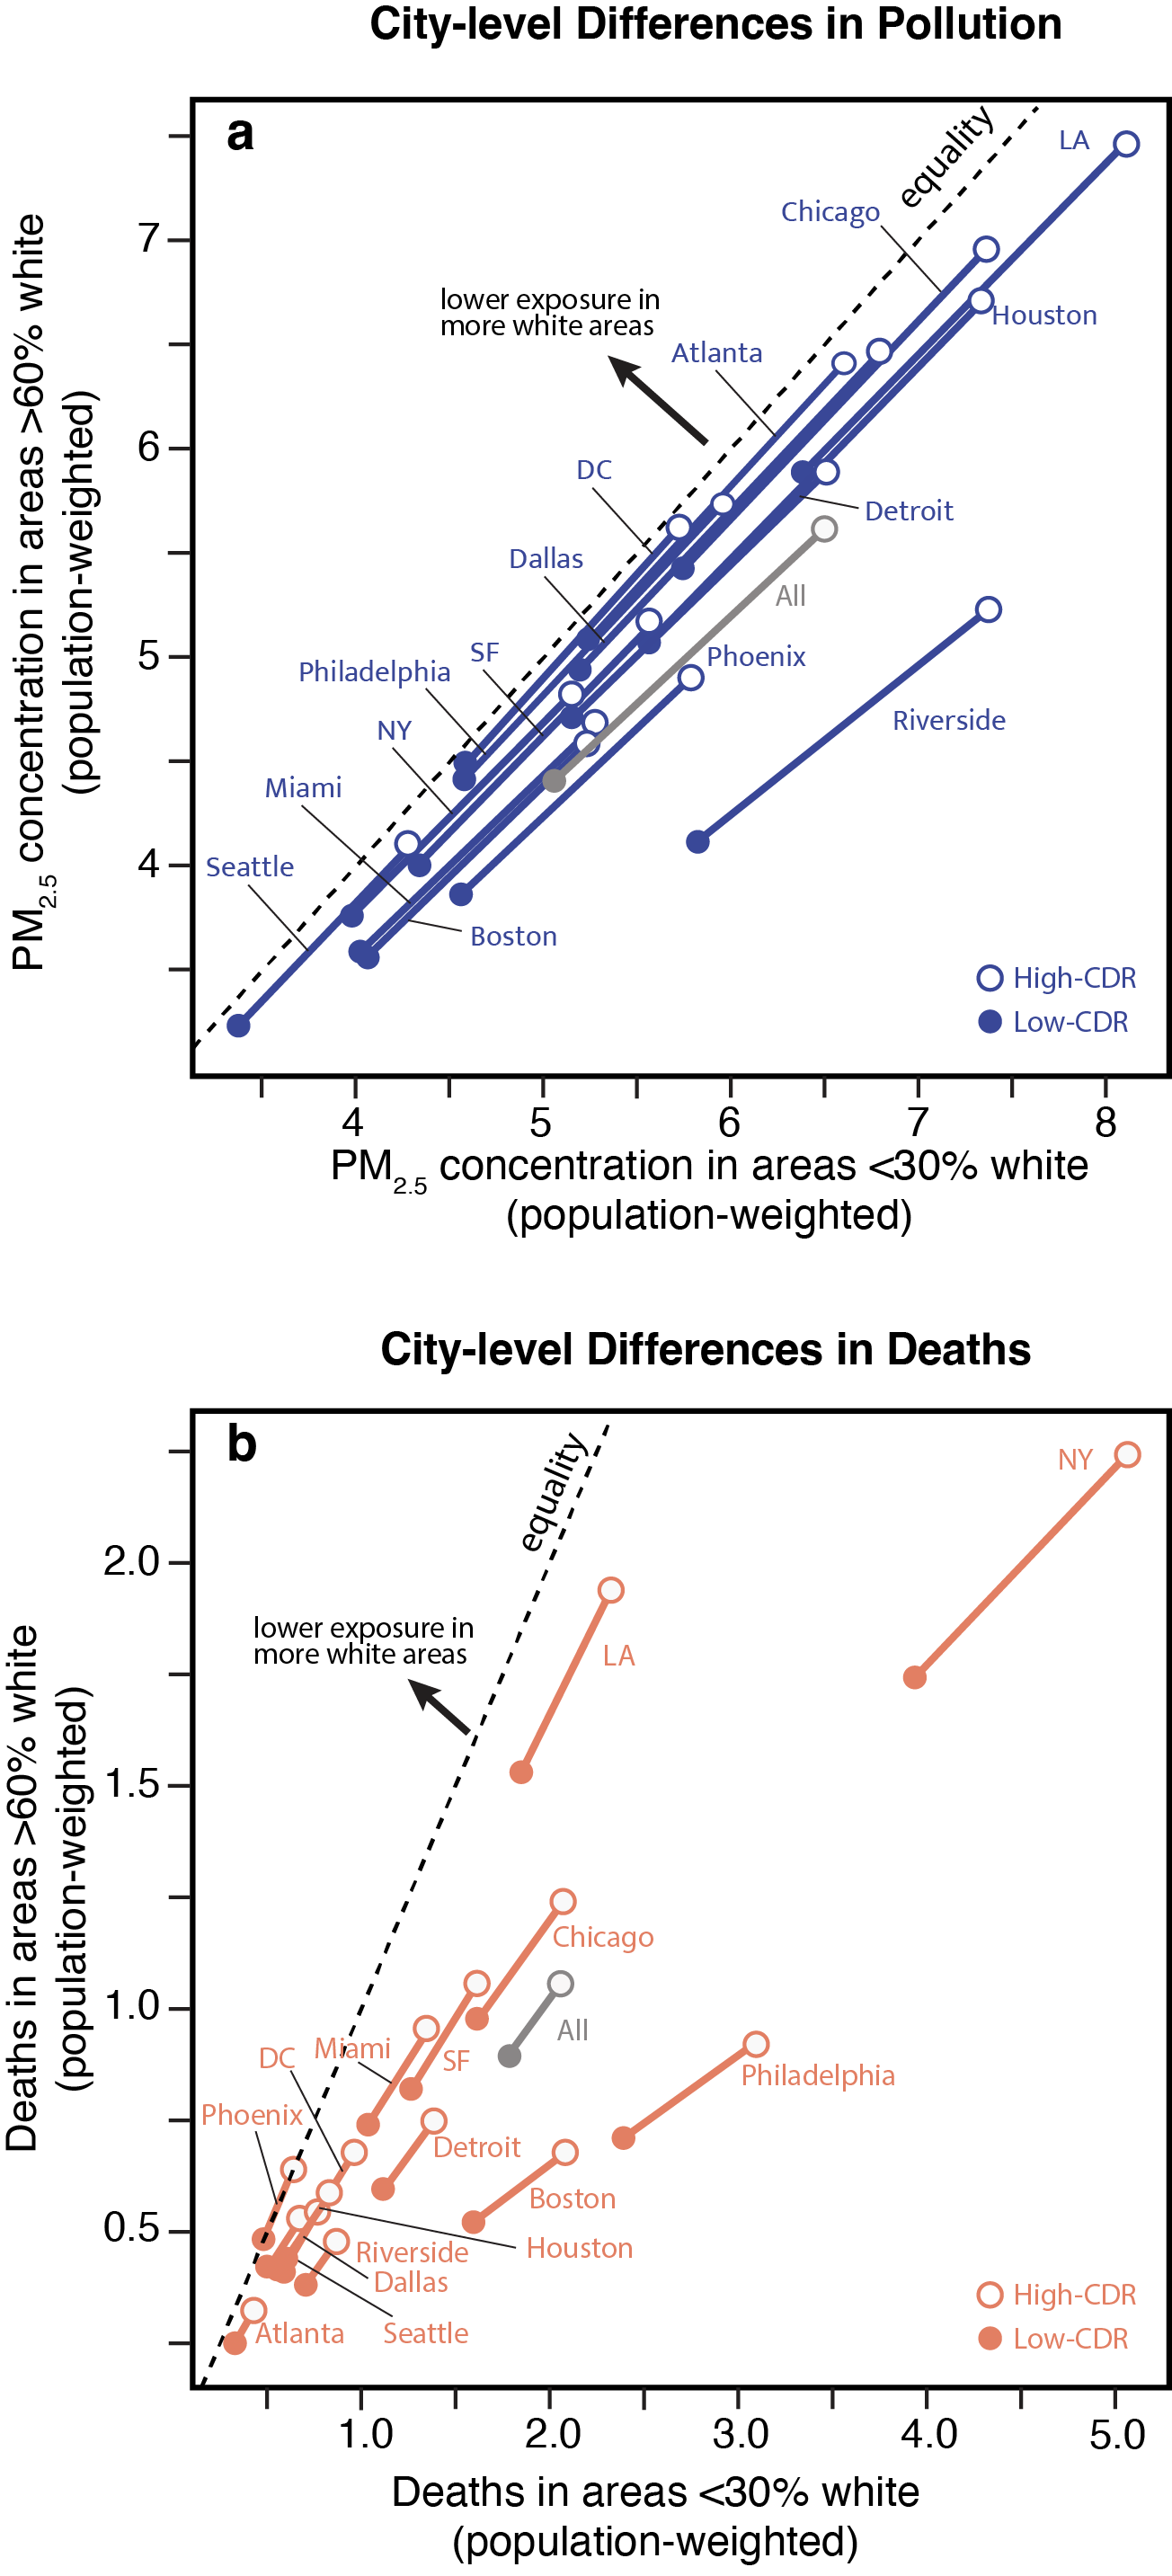 City-level Differences in Pollution
a
equality
LA
Chicago
lower exposure in
more white areas
Houston
Atlanta
DC
Detroit
Dallas
All
SF
Phoenix
Philadelphia
Riverside
NY
Miami
Seattle
Boston
High-CDR
Low-CDR
7
6
5
4
PM2.5 concentration in areas >60% white
(population-weighted)
4 5 6 7 8
PM2.5 concentration in areas <30% white
(population-weighted)
City-level Differences in Deaths
b
equality
NY
lower exposure in
more white areas
LA
Chicago
All
DC
Miami
SF
Philadelphia
Phoenix
Detroit
Boston
Riverside
Houston
Dallas
Atlanta
Seattle
High-CDR
Low-CDR
2.0
1.5
1.0
0.5
Deaths in areas >60% white
(population-weighted)
1.0 2.0 3.0 4.0 5.0
Deaths in areas <30% white
(population-weighted)